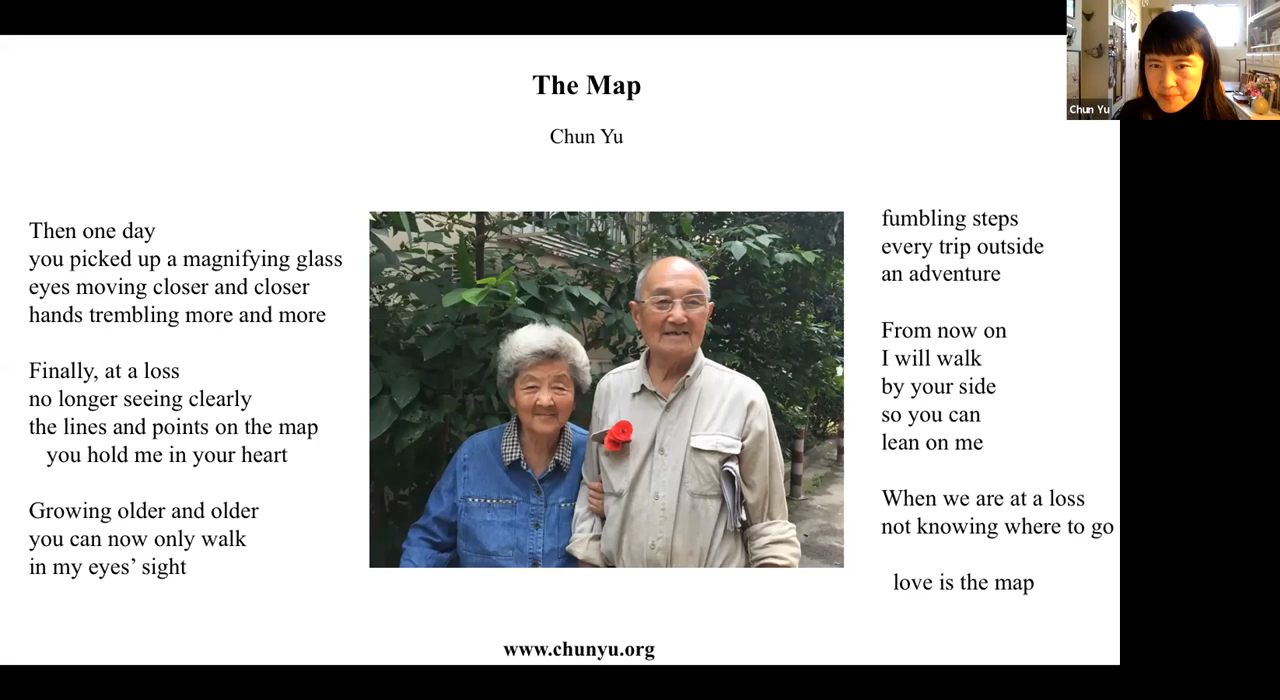 The Map
Chun Yu
Chun Yu
Then one day
you picked up a magnifying glass
eyes moving closer and closer
hands trembling more and more
Finally, at a loss
no longer seeing clearly
the lines and points on the map
you hold me in your heart
Growing older and older
you can now only walk
in my eyes’ sight
fumbling steps
every trip outside
an adventure
From now on
I will walk
by your side
so you can
lean on me
When we are at a loss
not knowing where to go
love is the map
www.chunyu.org